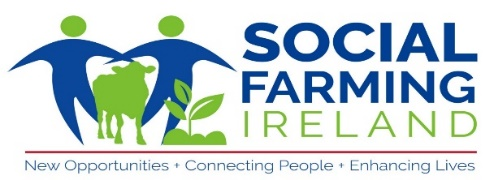 SOCIAL
FARMING
IRELAND
New Opportunities + Connecting People + Enhancing Lives